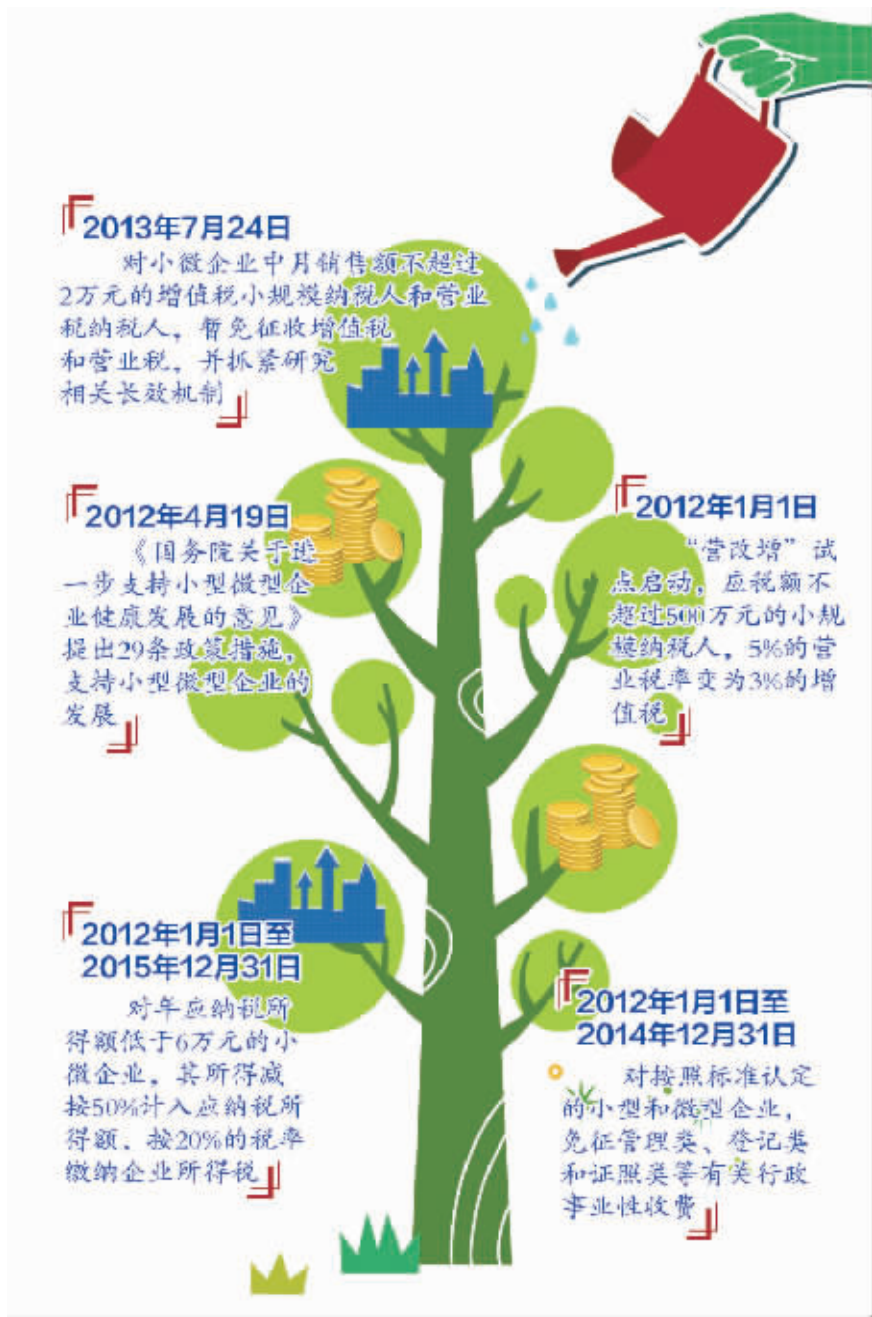 2013年7月24日
对小微企业中月销售额不超过
2万元的增值税小规模纳税人和营业
税纳税人，暂免征收增值税
和营业税，并抓紧研究
相关长效机制
2012年4月19日
《国务院关于进
一步支持小型微型企
业健康发展的意见》
提出29条政策措施，
支持小型微型企业的
发展
2012年1月1日
“营改增”试
点启动，应税额不
超过500万元的小规
模纳税人，5%的营
业税率变为3%的增
值税
2012年1月1日至
2015年12月31日
对年应纳税所
得额低于6万元的小
微企业，其所得减
按50%计入应纳税所
得额，按20%的税率
缴纳企业所得税
2012年1月1日至
2014年12月31日
对按照标准认定
的小型和微型企业，
免征管理类、登记类
和证照类等有关行政
事业性收费